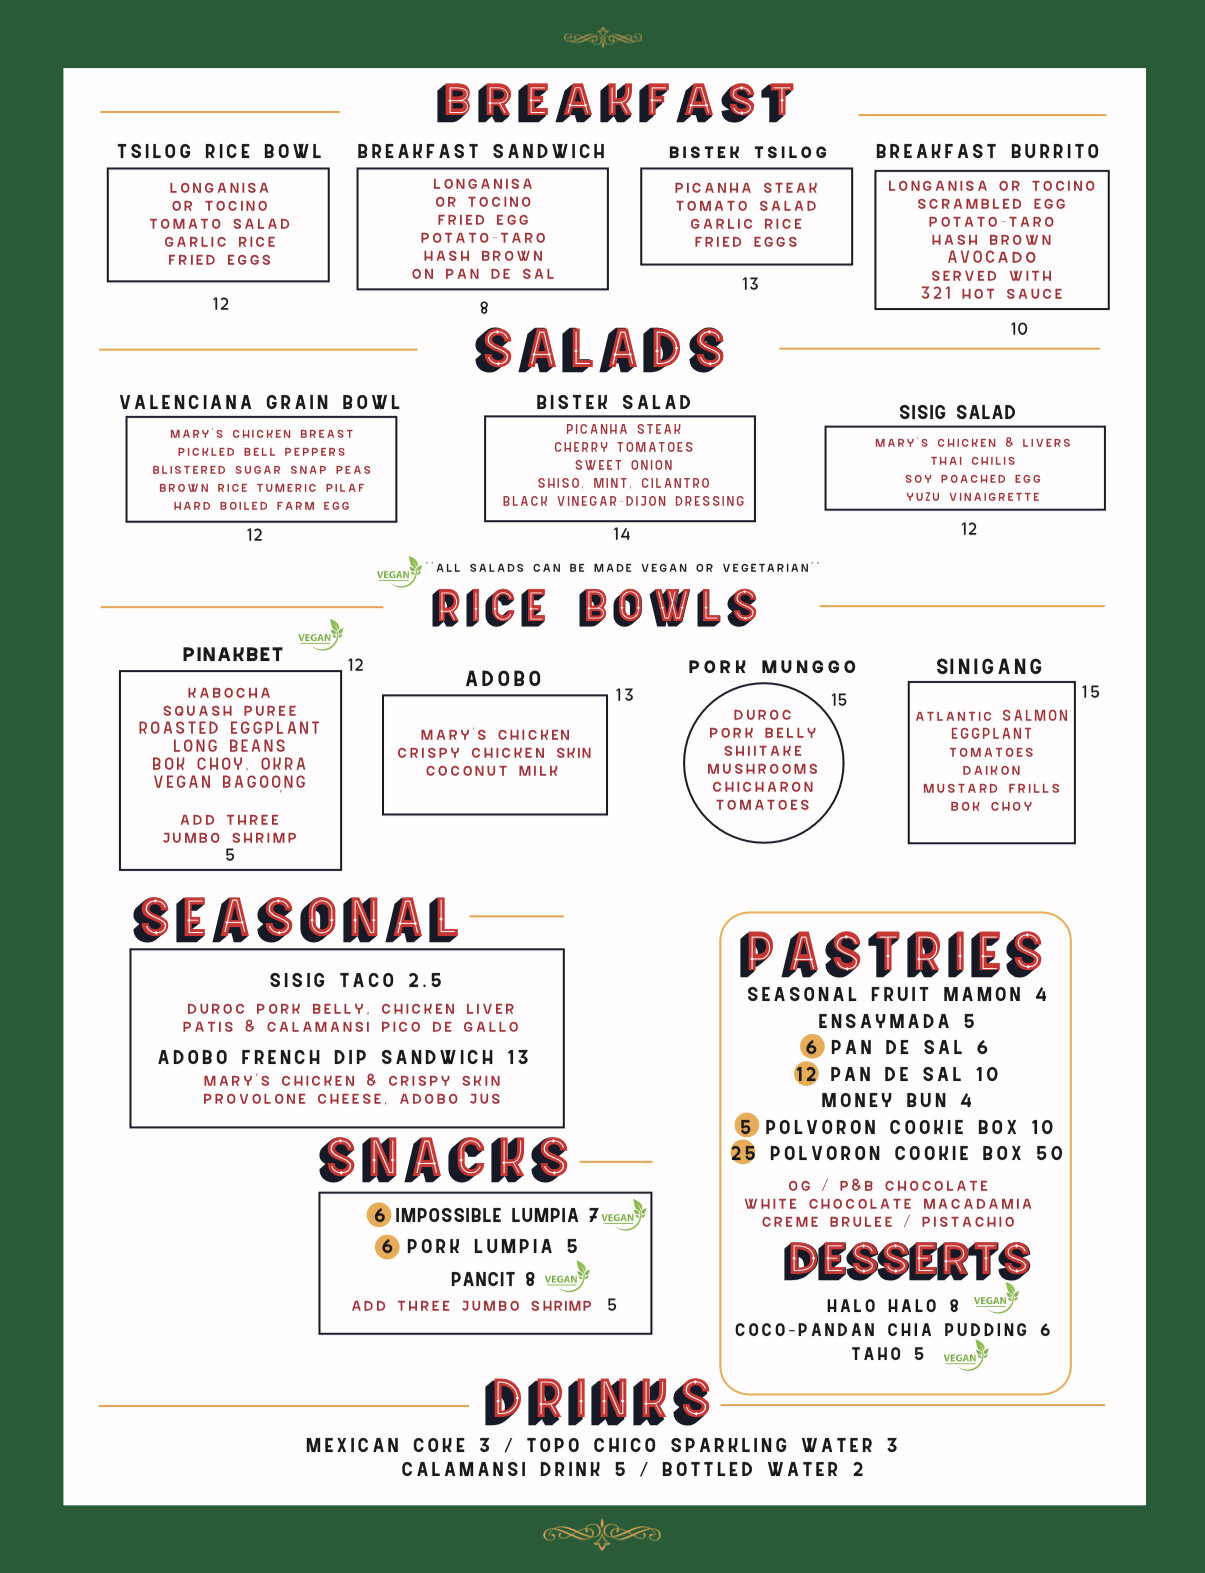 BREAKFAST
TSILOG RICE BOWL
LONGANISA
OR TOCINO
TOMATO SALAD
GARLIC RICE
FRIED EGGS
12
BREAKFAST SANDWICH
LONGANISA
OR TOCINO
FRIED EGG
POTATO-TARO
HASH BROWN
ON PAN DE SAL
8
BISTEK TSILOG
PICANHA STEAK
TOMATO SALAD
GARLIC RICE
FRIED EGGS
13
BREAKFAST BURRITO
LONGANISA OR TOCINO
SCRAMBLED EGG
POTATO-TARO
HASH BROWN
AVOCADO
SERVED WITH
321 HOT SAUCE
10
SALADS
VALENCIANA GRAIN BOWL
MARY'S CHICKEN BREAST
PICKLED BELL PEPPERS
BLISTERED SUGAR SNAP PEAS
BROWN RICE TUMERIC PILAF
HARD BOILED FARM EGG
12
BISTEK SALAD
PICANHA STEAK
CHERRY TOMATOES
SWEET ONION
SHISO, MINT, CILANTRO
BLACK VINEGAR-DIJON DRESSING
14
SISIG SALAD
MARY'S CHICKEN & LIVERS
THAI CHILIS
SOY POACHED EGG
YUZU VINAIGRETTE
12
VEGAN
"ALL SALADS CAN BE MADE VEGAN OR VEGETARIAN"
RICE BOWLS
VEGAN
PINAKBET
12
KABOCHA
SQUASH PUREE
ROASTED EGGPLANT
LONG BEANS
BOK CHOY, OKRA
VEGAN BAGOONG
ADD THREE
JUMBO SHRIMP
5
ADOBO
13
MARY'S CHICKEN
CRISPY CHICKEN SKIN
COCONUT MILK
PORK MUNGGO
15
DUROC
PORK BELLY
SHIITAKE
MUSHROOMS
CHICHARON
TOMATOES
SINIGANG
15
ATLANTIC SALMON
EGGPLANT
TOMATOES
DAIKON
MUSTARD FRILLS
BOK CHOY
SEASONAL
SISIG TACO 2.5
DUROC PORK BELLY, CHICKEN LIVER
PATIS & CALAMANSI PICO DE GALLO
ADOBO FRENCH DIP SANDWICH 13
MARY'S CHICKEN & CRISPY SKIN
PROVOLONE CHEESE, ADOBO JUS
SNACKS
6 IMPOSSIBLE LUMPIA 7 VEGAN
6 PORK LUMPIA 5
PANCIT 8 VEGAN
ADD THREE JUMBO SHRIMP 5
PASTRIES
SEASONAL FRUIT MAMON 4
ENSAYMADA 5
6 PAN DE SAL 6
12 PAN DE SAL 10
MONEY BUN 4
5 POLVORON COOKIE BOX 10
25 POLVORON COOKIE BOX 50
OG / P&B CHOCOLATE
WHITE CHOCOLATE MACADAMIA
CREME BRULEE / PISTACHIO
DESSERTS
HALO HALO 8 VEGAN
COCO-PANDAN CHIA PUDDING 6
TAHO 5 VEGAN
DRINKS
MEXICAN COKE 3 / TOPO CHICO SPARKLING WATER 3
CALAMANSI DRINK 5 / BOTTLED WATER 2